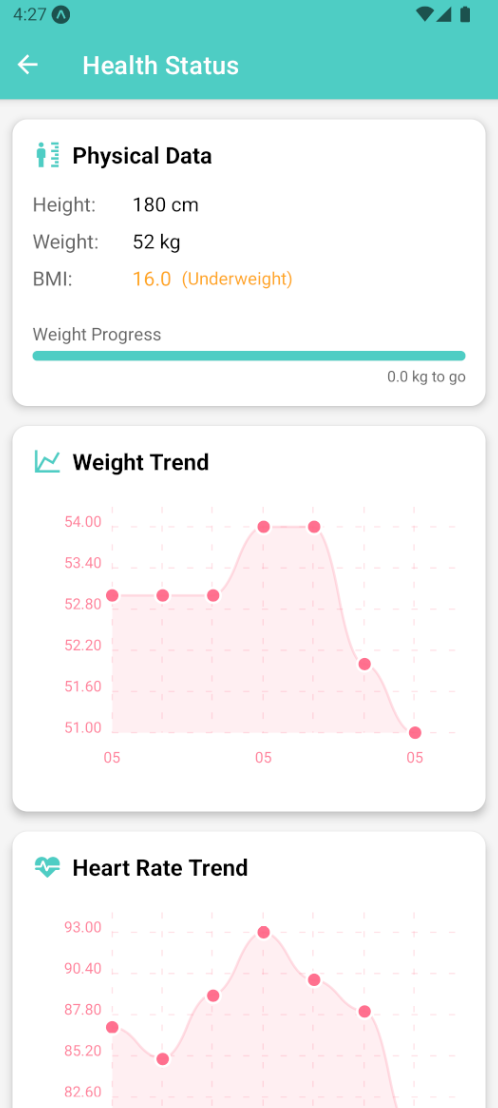 4:27
Health Status
Physical Data
Height: 180 cm
Weight: 52 kg
BMI: 16.0 (Underweight)
Weight Progress
0.0 kg to go
Weight Trend
54.00
53.40
52.80
52.20
51.60
51.00
05 05 05
Heart Rate Trend
93.00
90.40
87.80
85.20
82.60